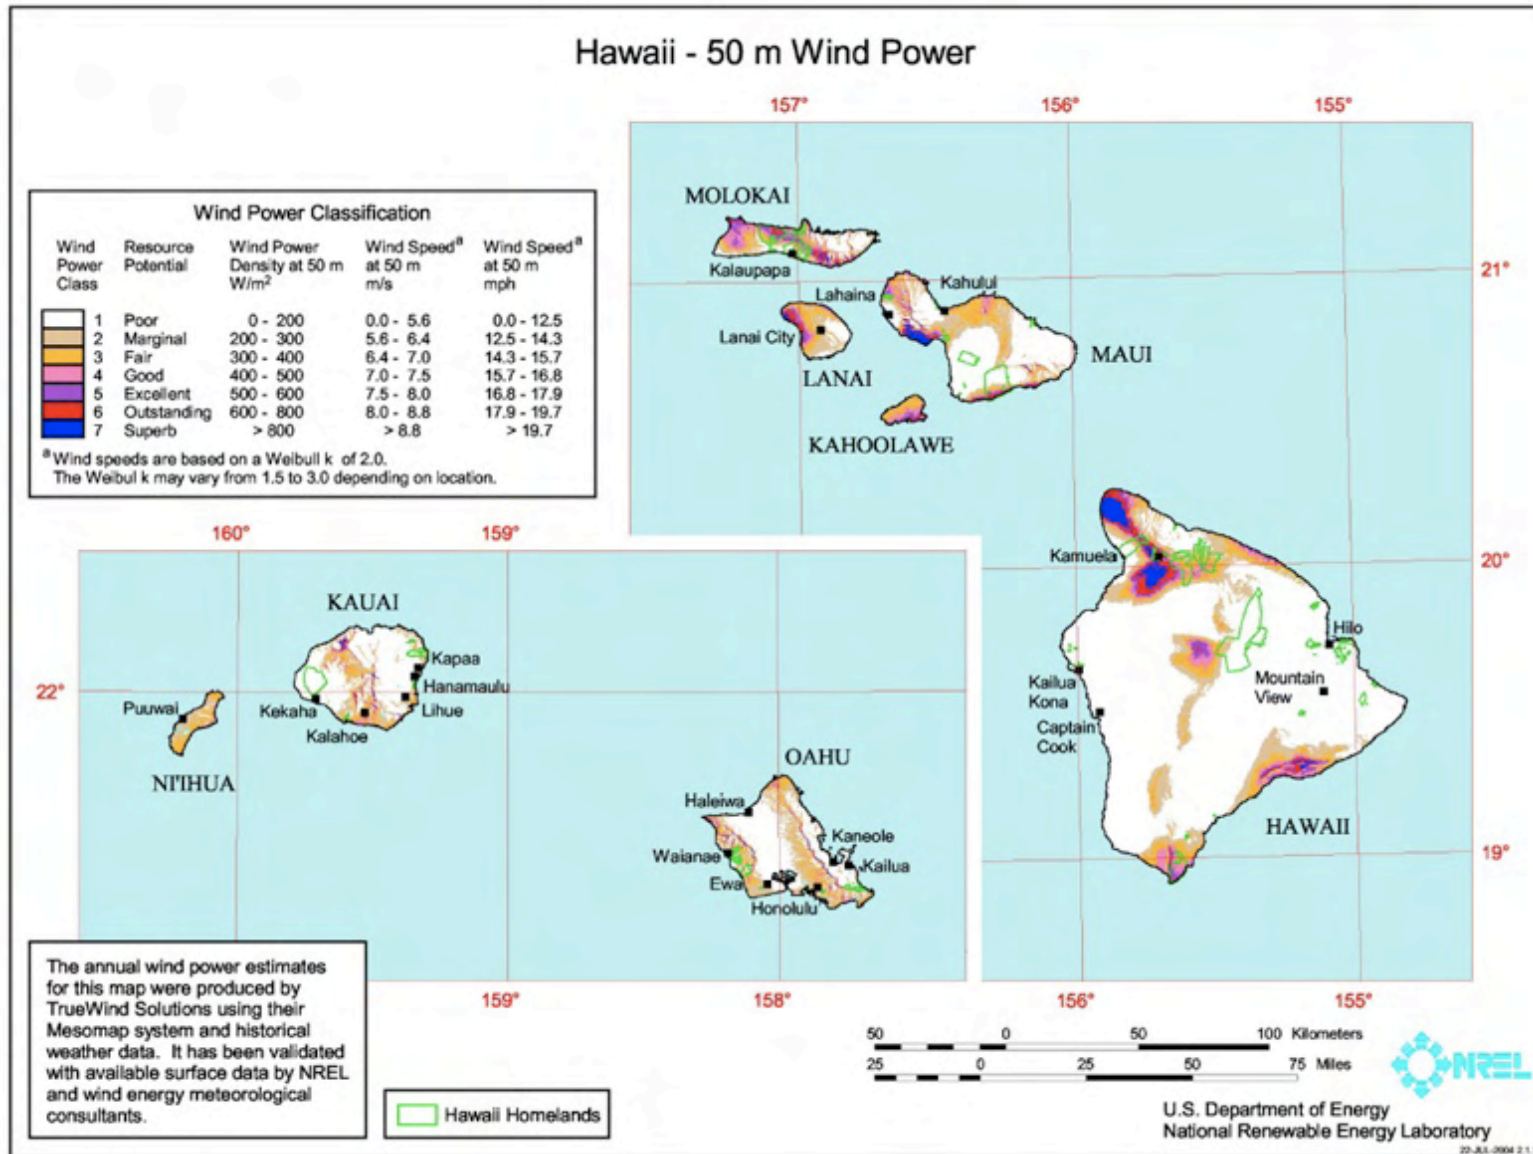 Hawaii - 50 m Wind Power
157° 156° 155°
Wind Power Classification
Wind Power Class Resource Potential Wind Power Density at 50 m W/m² Wind Speedᵃ at 50 m m/s Wind Speedᵃ at 50 m mph
1 Poor 0 - 200 0.0 - 5.6 0.0 - 12.5
2 Marginal 200 - 300 5.6 - 6.4 12.5 - 14.3
3 Fair 300 - 400 6.4 - 7.0 14.3 - 15.7
4 Good 400 - 500 7.0 - 7.5 15.7 - 16.8
5 Excellent 500 - 600 7.5 - 8.0 16.8 - 17.9
6 Outstanding 600 - 800 8.0 - 8.8 17.9 - 19.7
7 Superb > 800 > 8.8 > 19.7
ᵃ Wind speeds are based on a Weibull k of 2.0.
The Weibul k may vary from 1.5 to 3.0 depending on location.
MOLOKAI
Kalaupapa
21°
Lahaina
Kahului
Lanai City
LANAI
MAUI
KAHOOLAWE
160° 159°
Kamuela
20°
KAUAI
Kapaa
Hanamaulu
Lihue
Kekaha
Kalahoe
22°
Puuwai
NI'IHUA
Hilo
Mountain
View
Kailua
Kona
Captain
Cook
HAWAII
19°
OAHU
Haleiwa
Kaneole
Waianae
Kailua
Ewa
Honolulu
159° 158° 156° 155°
The annual wind power estimates
for this map were produced by
TrueWind Solutions using their
Mesomap system and historical
weather data. It has been validated
with available surface data by NREL
and wind energy meteorological
consultants.
Hawaii Homelands
50 0 50 100 Kilometers
25 0 25 50 75 Miles
NREL
U.S. Department of Energy
National Renewable Energy Laboratory